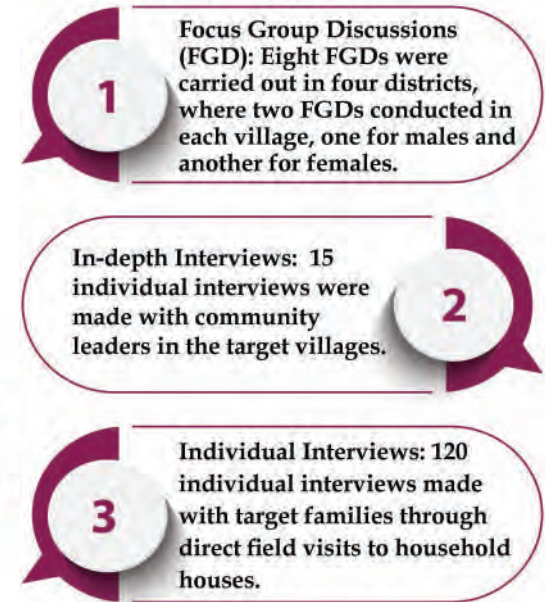 1
Focus Group Discussions
(FGD): Eight FGDs were
carried out in four districts,
where two FGDs conducted in
each village, one for males and
another for females.
In-depth Interviews: 15
individual interviews were
made with community
leaders in the target villages.
2
3
Individual Interviews: 120
individual interviews made
with target families through
direct field visits to household
houses.